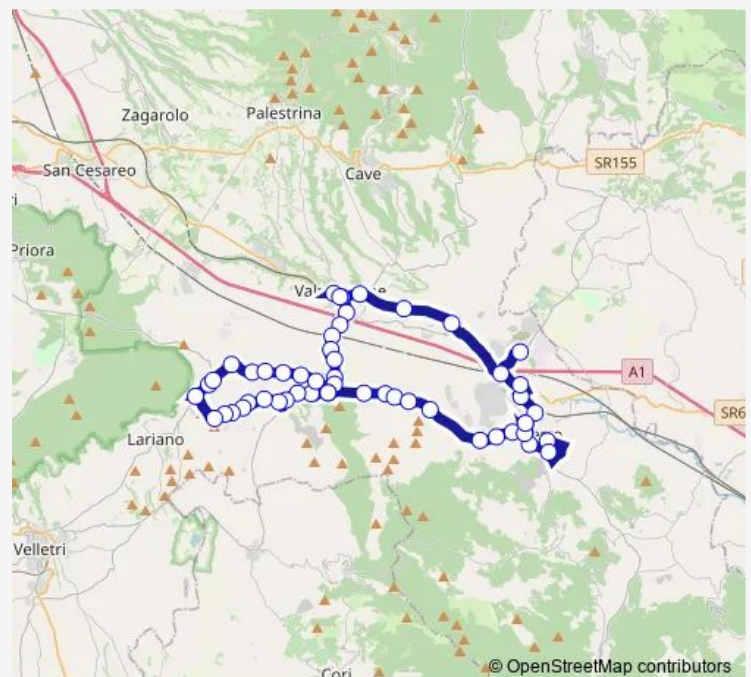 Zagarolo
Palestrina
San Cesareo
Cave
SR155
Priora
A1
SR6
Lariano
Velletri
Cori
© OpenStreetMap contributors